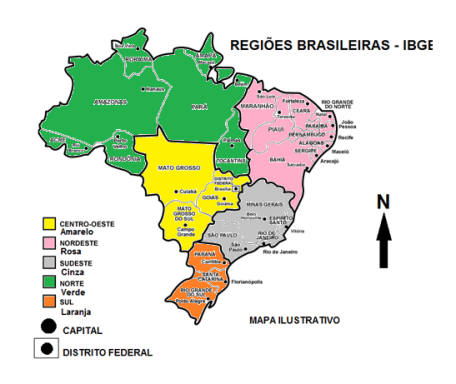 REGIÕES BRASILEIRAS - IBGE
RORAIMA
AMAPÁ
AMAZONAS
Manaus
PARÁ
ACRE
RONDÔNIA
TOCANTINS
MARANHÃO
São Luís
Fortaleza
CEARÁ
RIO GRANDE
DO NORTE
Natal
PARAÍBA
João
Pessoa
PIAUÍ
PERNAMBUCO
Recife
ALAGOAS
Maceió
SERGIPE
Aracajú
BAHIA
Salvador
MATO GROSSO
Cuiabá
DISTRITO
FEDERAL
Brasília
GOIÁS
Goiânia
MATO
GROSSO
DO SUL
Campo
Grande
MINAS GERAIS
Belo
Horizonte
ESPÍRITO
SANTO
Vitória
SÃO PAULO
São
Paulo
RIO DE
JANEIRO
Rio de Janeiro
PARANÁ
Curitiba
SANTA
CATARINA
Florianópolis
RIO GRANDE
DO SUL
Porto Alegre
N
CENTRO-OESTE
Amarelo
NORDESTE
Rosa
SUDESTE
Cinza
NORTE
Verde
SUL
Laranja
CAPITAL
DISTRITO FEDERAL
MAPA ILUSTRATIVO